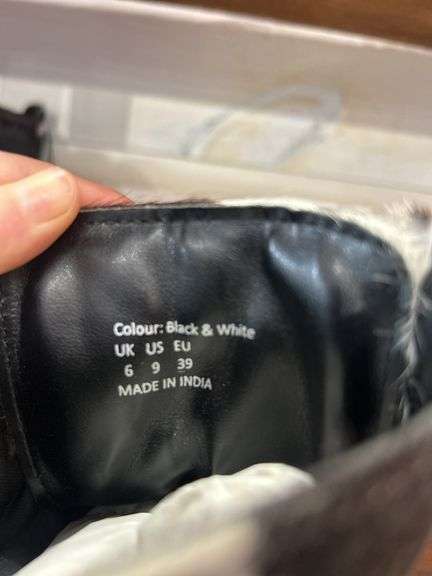 Colour: Black & White
UK US EU
6 9 39
MADE IN INDIA